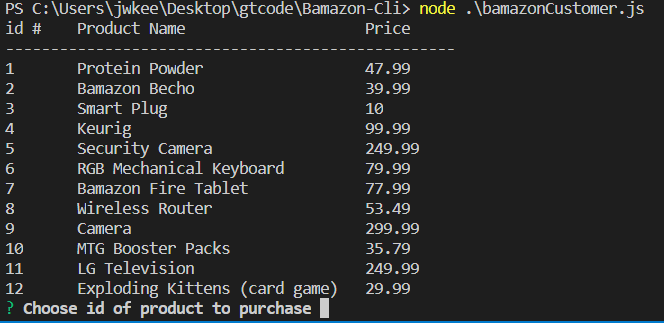 PS C:\Users\jwkee\Desktop\gtcode\Bamazon-Cli> node .\bamazonCustomer.js
id #    Product Name                    Price
--------------------------------------------------
1       Protein Powder                  47.99
2       Bamazon Becho                   39.99
3       Smart Plug                      10
4       Keurig                          99.99
5       Security Camera                 249.99
6       RGB Mechanical Keyboard         79.99
7       Bamazon Fire Tablet             77.99
8       Wireless Router                 53.49
9       Camera                          299.99
10      MTG Booster Packs               35.79
11      LG Television                   249.99
12      Exploding Kittens (card game)   29.99
? Choose id of product to purchase